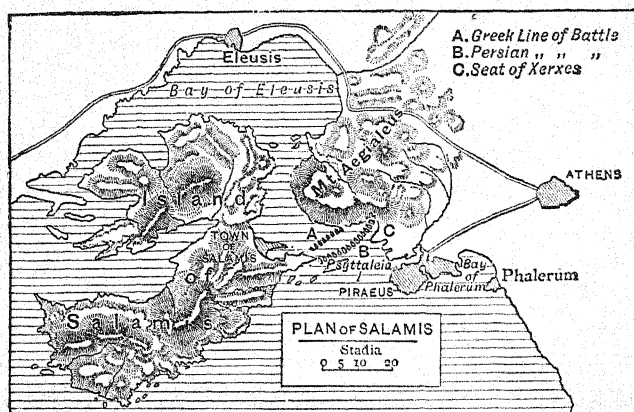 A. Greek Line of Battle
B. Persian „ „ „
C. Seat of Xerxes
Eleusis
Bay of Eleusis
Mt. Aegialeus
ATHENS
Island
TOWN
OF
SALAMIS
A
B
C
of
Psyttaleia
PIRAEUS
Bay
of
Phalerum
Phalerum
Salamis
PLAN OF SALAMIS
Stadia
0 5 10 20